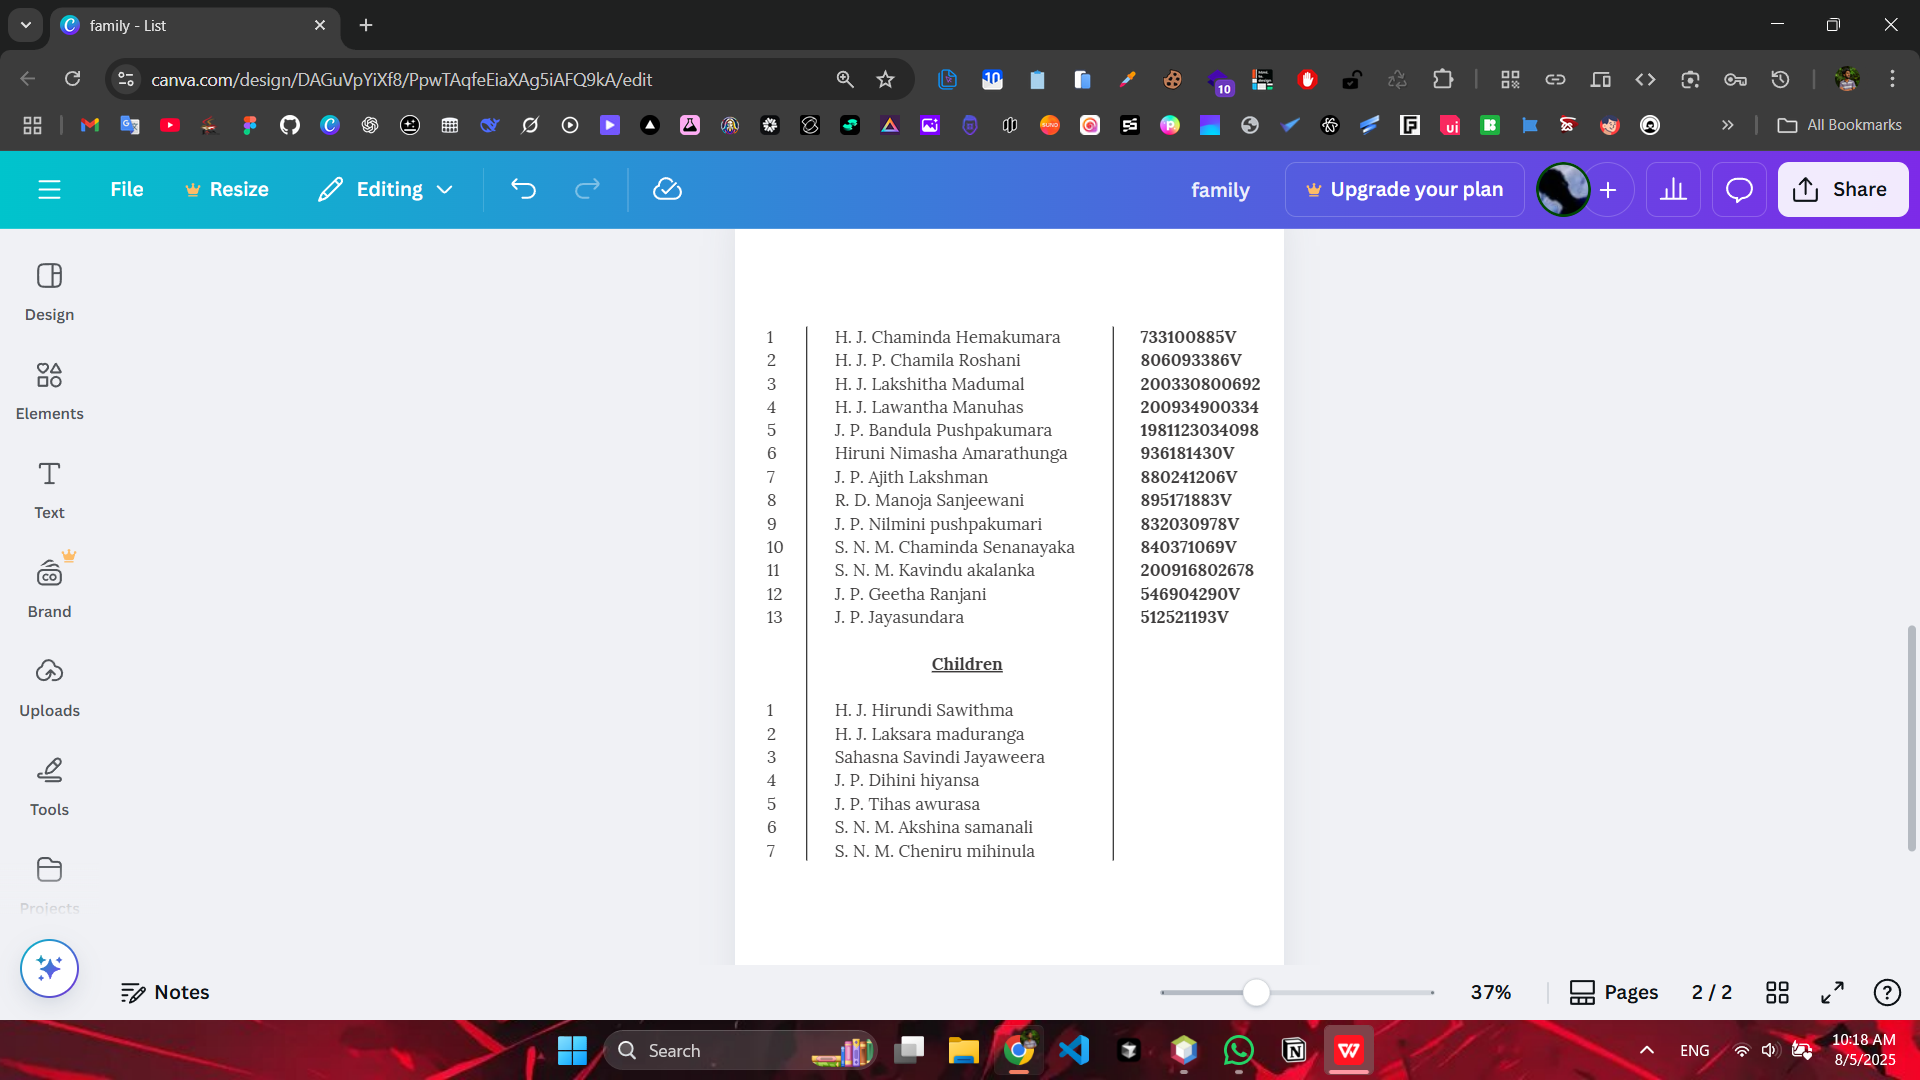 family - List
canva.com/design/DAGuVpYiXf8/PpwTAqfeEiaXAg5iAFQ9kA/edit
All Bookmarks
File
Resize
Editing
family
Upgrade your plan
Share
Design
Elements
Text
Brand
Uploads
Tools
Projects
1 H. J. Chaminda Hemakumara 733100885V
2 H. J. P. Chamila Roshani 806093386V
3 H. J. Lakshitha Madumal 200330800692
4 H. J. Lawantha Manuhas 200934900334
5 J. P. Bandula Pushpakumara 1981123034098
6 Hiruni Nimasha Amarathunga 936181430V
7 J. P. Ajith Lakshman 880241206V
8 R. D. Manoja Sanjeewani 895171883V
9 J. P. Nilmini pushpakumari 832030978V
10 S. N. M. Chaminda Senanayaka 840371069V
11 S. N. M. Kavindu akalanka 200916802678
12 J. P. Geetha Ranjani 546904290V
13 J. P. Jayasundara 512521193V
Children
1 H. J. Hirundi Sawithma
2 H. J. Laksara maduranga
3 Sahasna Savindi Jayaweera
4 J. P. Dihini hiyansa
5 J. P. Tihas awurasa
6 S. N. M. Akshina samanali
7 S. N. M. Cheniru mihinula
Notes
37%
Pages
2 / 2
Search
ENG
10:18 AM
8/5/2025